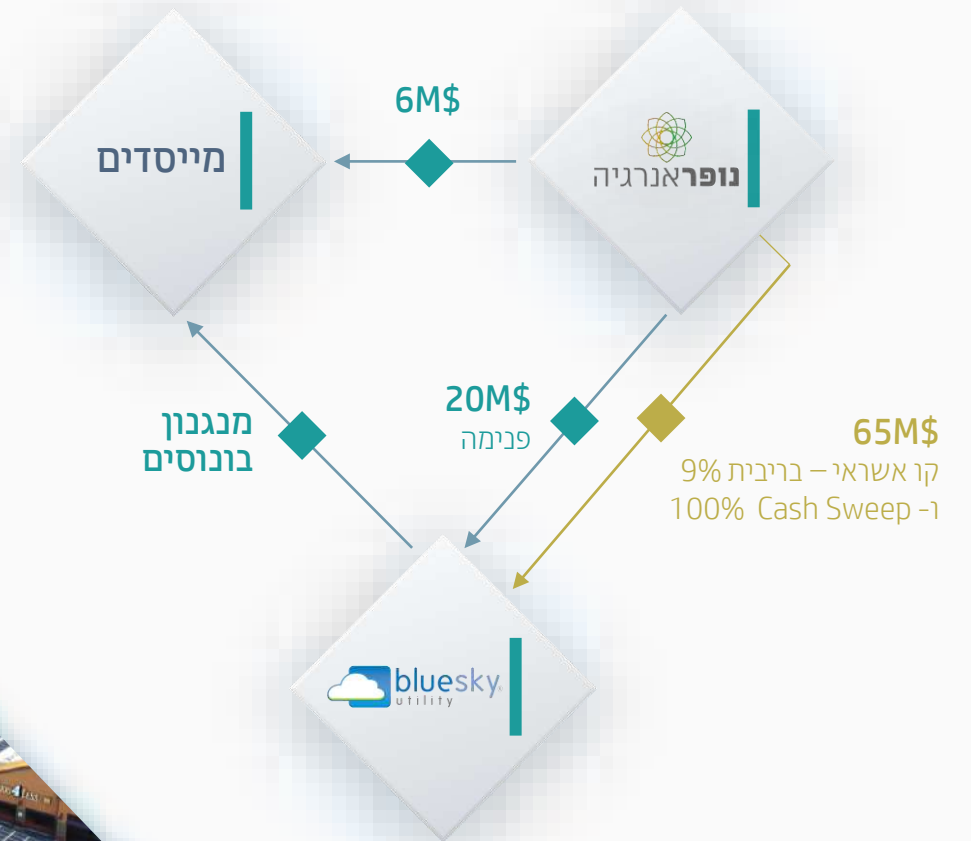 6M$
מייסדים
נופראנרגיה
20M$
פנימה
מנגנון
בונוסים
65M$
קו אשראי – בריבית 9%
ו- 100% Cash Sweep
bluesky
utility